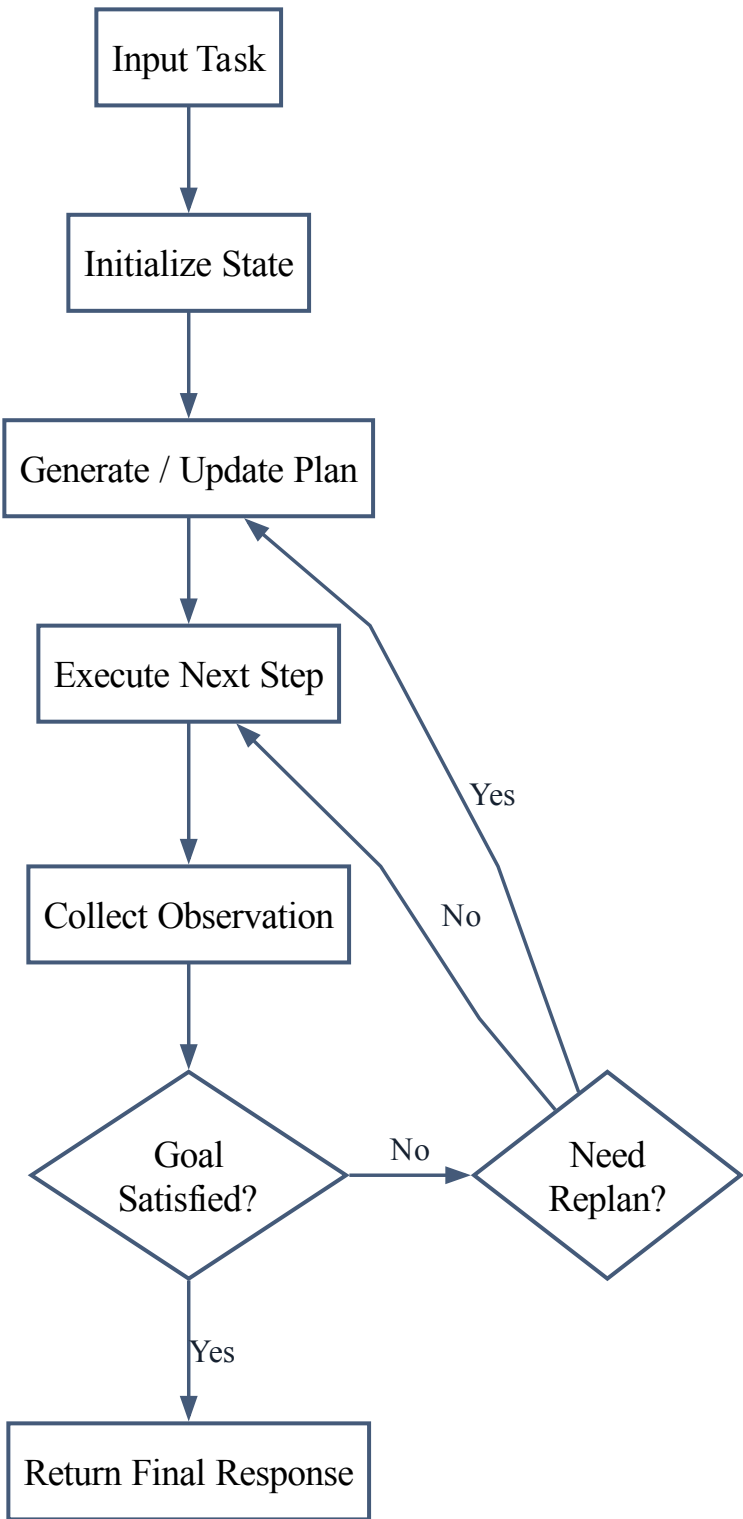 Input Task
Initialize State
Generate / Update Plan
Execute Next Step
Yes
Collect Observation
No
Goal
Satisfied?
No
Need
Replan?
Yes
Return Final Response